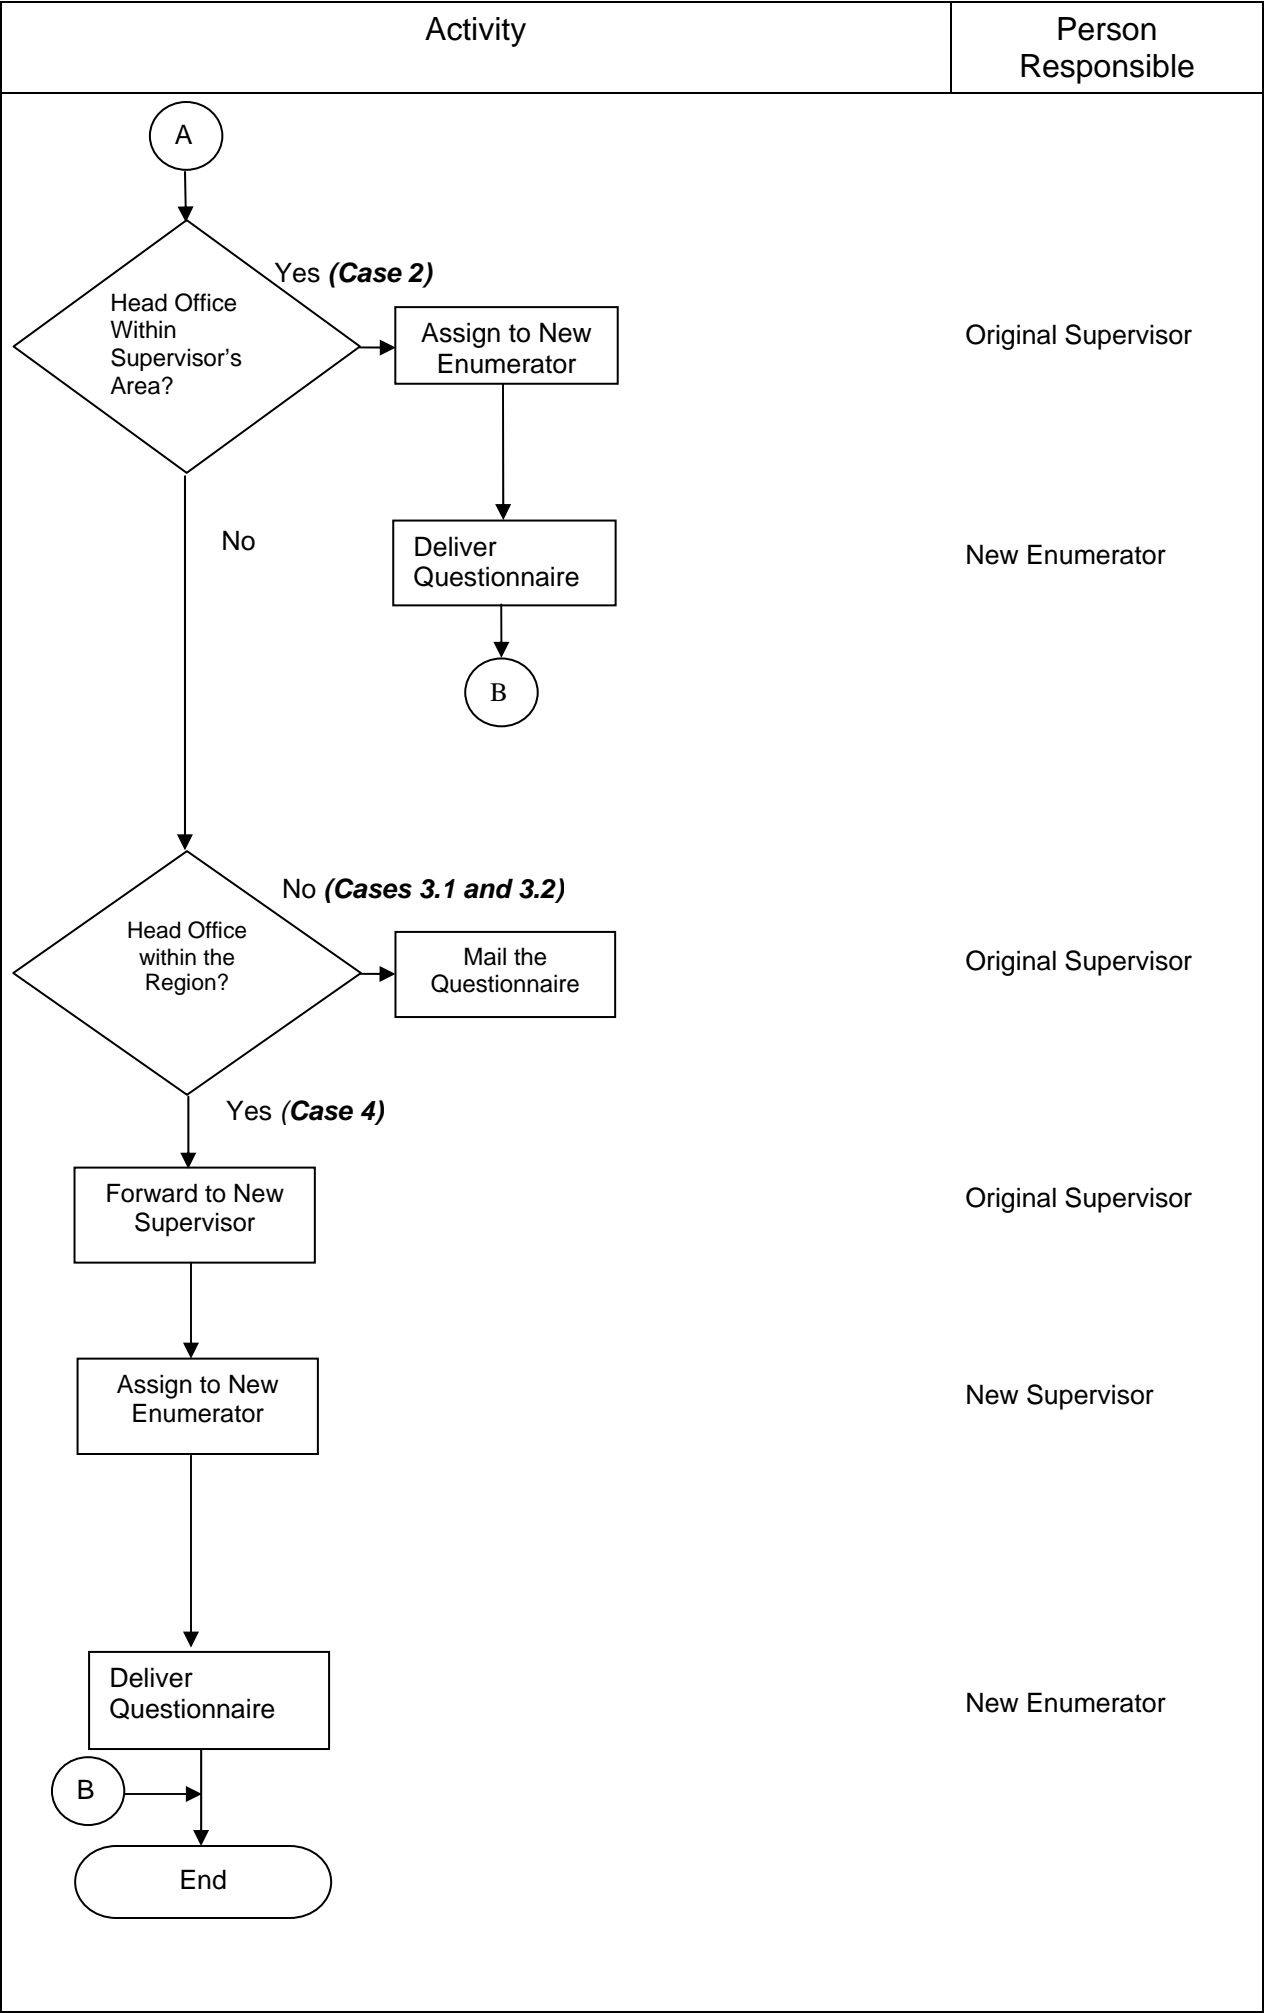 Activity
Person
Responsible
A
Yes (Case 2)
Head Office
Within
Supervisor’s
Area?
Assign to New
Enumerator
Original Supervisor
No
Deliver
Questionnaire
New Enumerator
B
No (Cases 3.1 and 3.2)
Head Office
within the
Region?
Mail the
Questionnaire
Original Supervisor
Yes (Case 4)
Forward to New
Supervisor
Original Supervisor
Assign to New
Enumerator
New Supervisor
Deliver
Questionnaire
New Enumerator
B
End